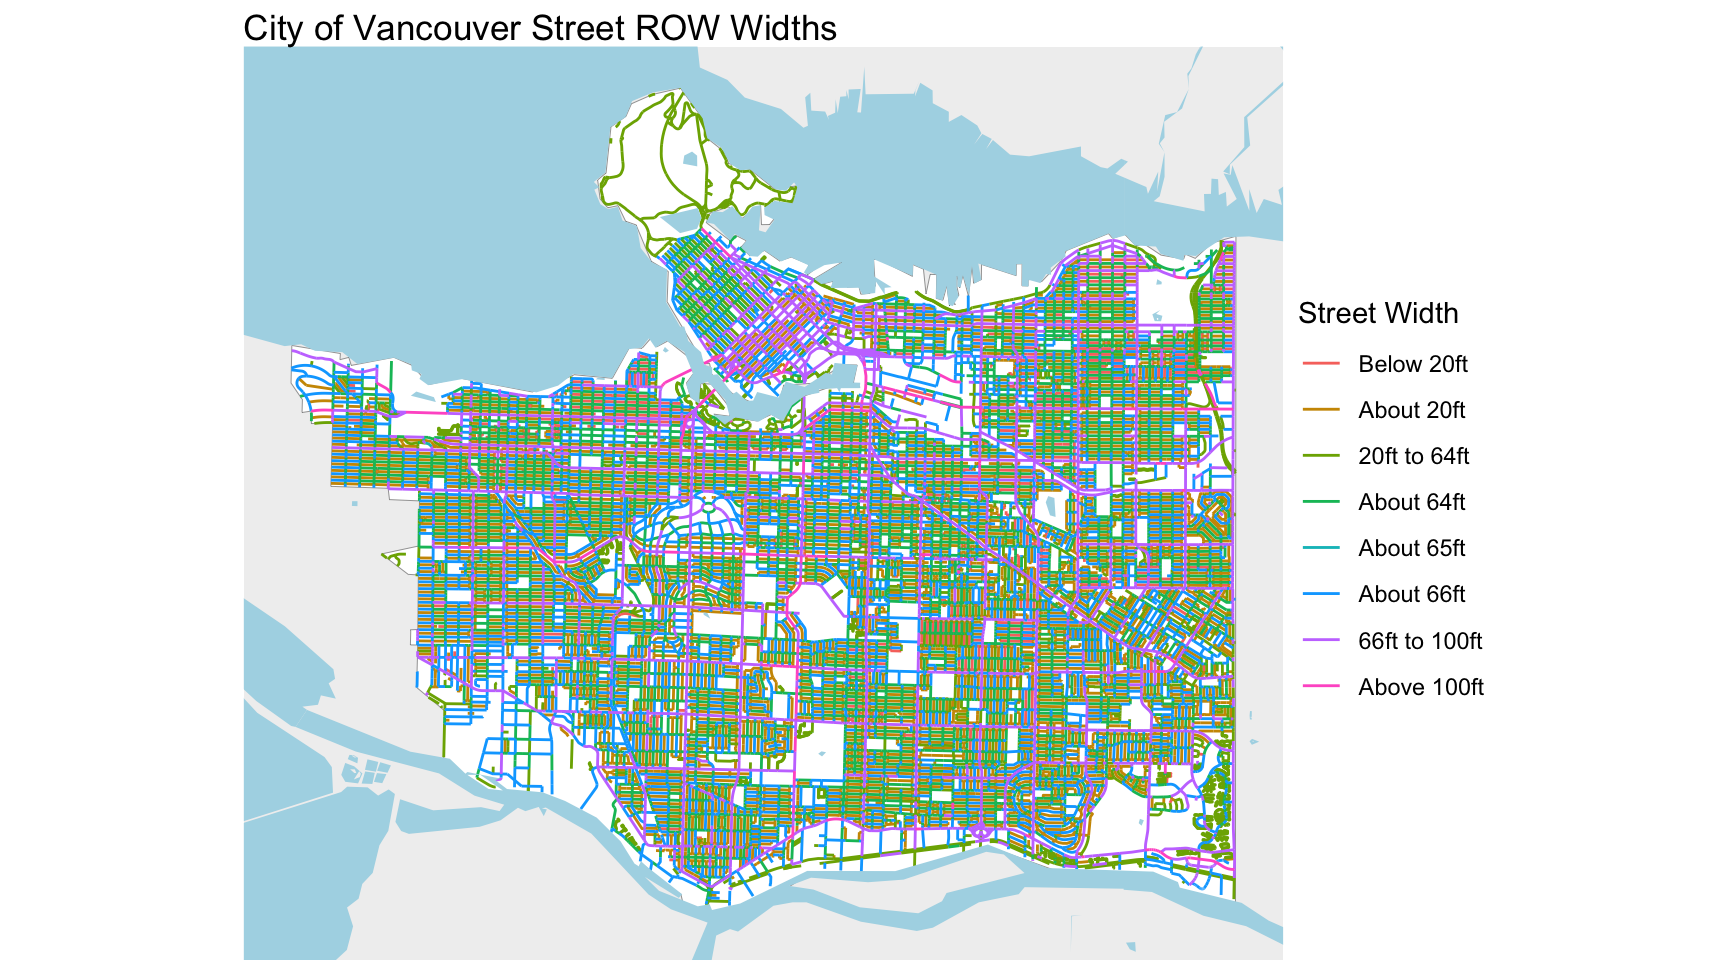 City of Vancouver Street ROW Widths
Street Width
Below 20ft
About 20ft
20ft to 64ft
About 64ft
About 65ft
About 66ft
66ft to 100ft
Above 100ft